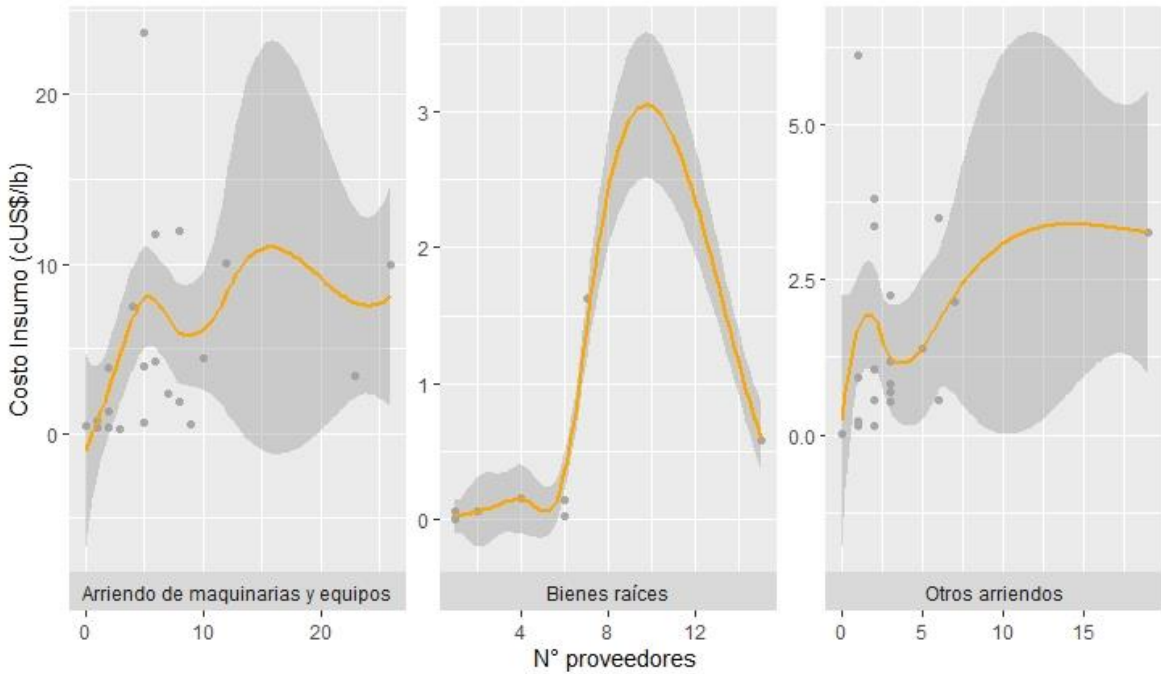 Costo Insumo (cUS$/lb)
20
10
0
3
2
1
0
5.0
2.5
0.0
Arriendo de maquinarias y equipos
Bienes raíces
Otros arriendos
0 10 20
4 8 12
0 5 10 15
N° proveedores